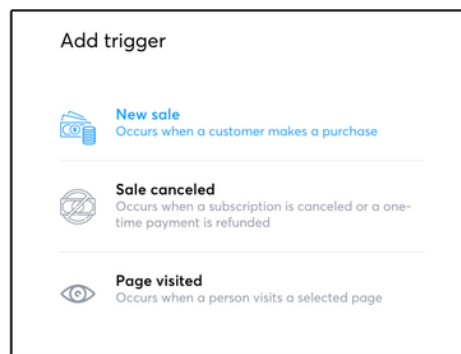 Add trigger
New sale
Occurs when a customer makes a purchase
Sale canceled
Occurs when a subscription is canceled or a one-
time payment is refunded
Page visited
Occurs when a person visits a selected page